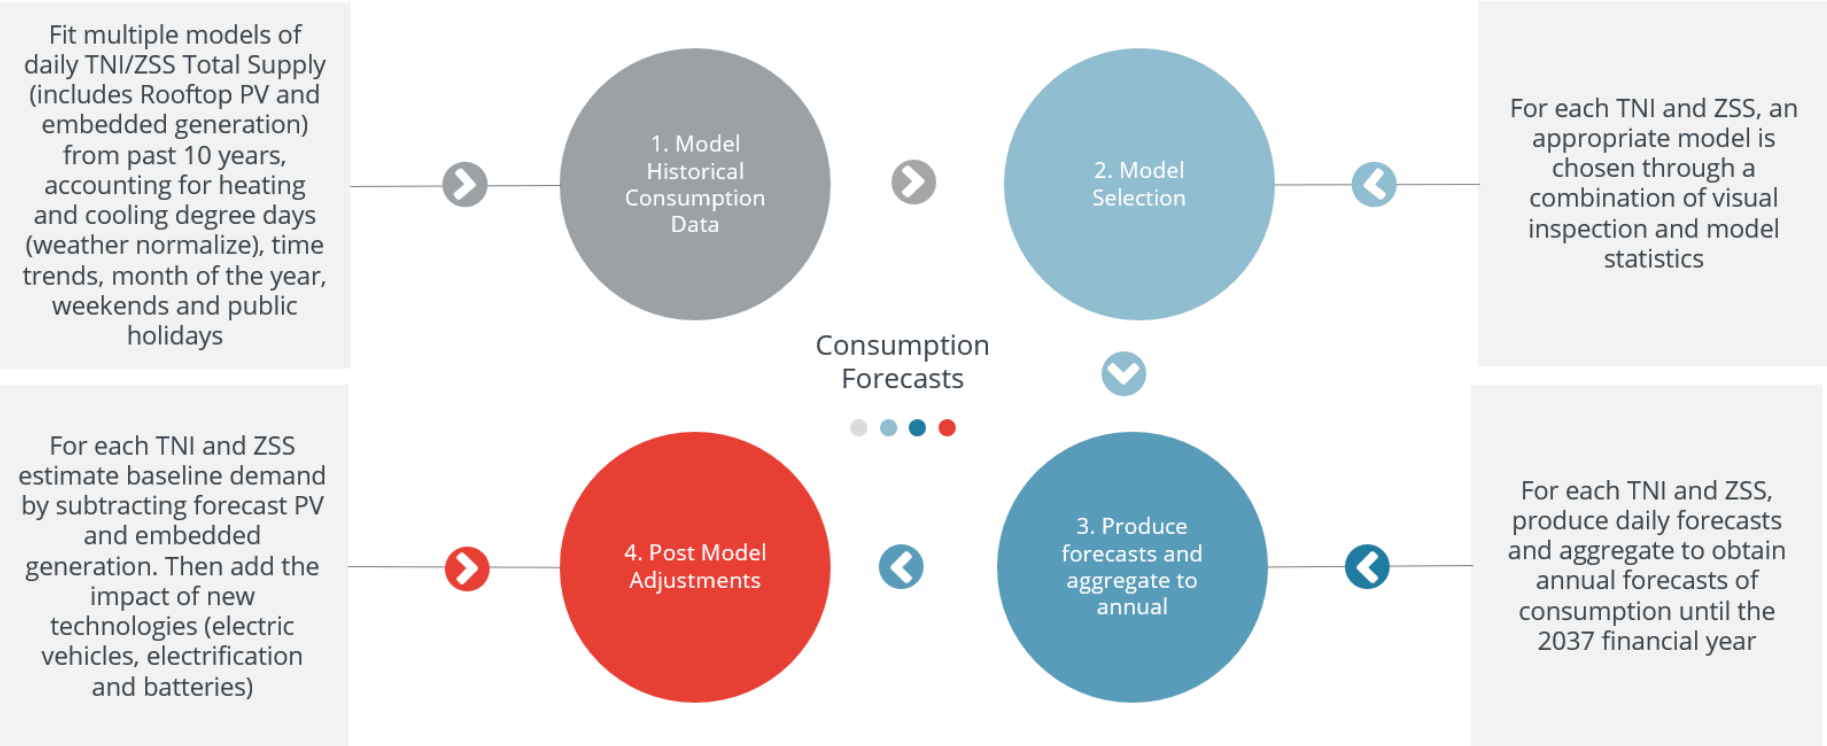 Fit multiple models of
daily TNI/ZSS Total Supply
(includes Rooftop PV and
embedded generation)
from past 10 years,
accounting for heating
and cooling degree days
(weather normalize), time
trends, month of the year,
weekends and public
holidays
1. Model
Historical
Consumption
Data
2. Model
Selection
For each TNI and ZSS, an
appropriate model is
chosen through a
combination of visual
inspection and model
statistics
Consumption
Forecasts
For each TNI and ZSS
estimate baseline demand
by subtracting forecast PV
and embedded
generation. Then add the
impact of new
technologies (electric
vehicles, electrification
and batteries)
4. Post Model
Adjustments
3. Produce
forecasts and
aggregate to
annual
For each TNI and ZSS,
produce daily forecasts
and aggregate to obtain
annual forecasts of
consumption until the
2037 financial year